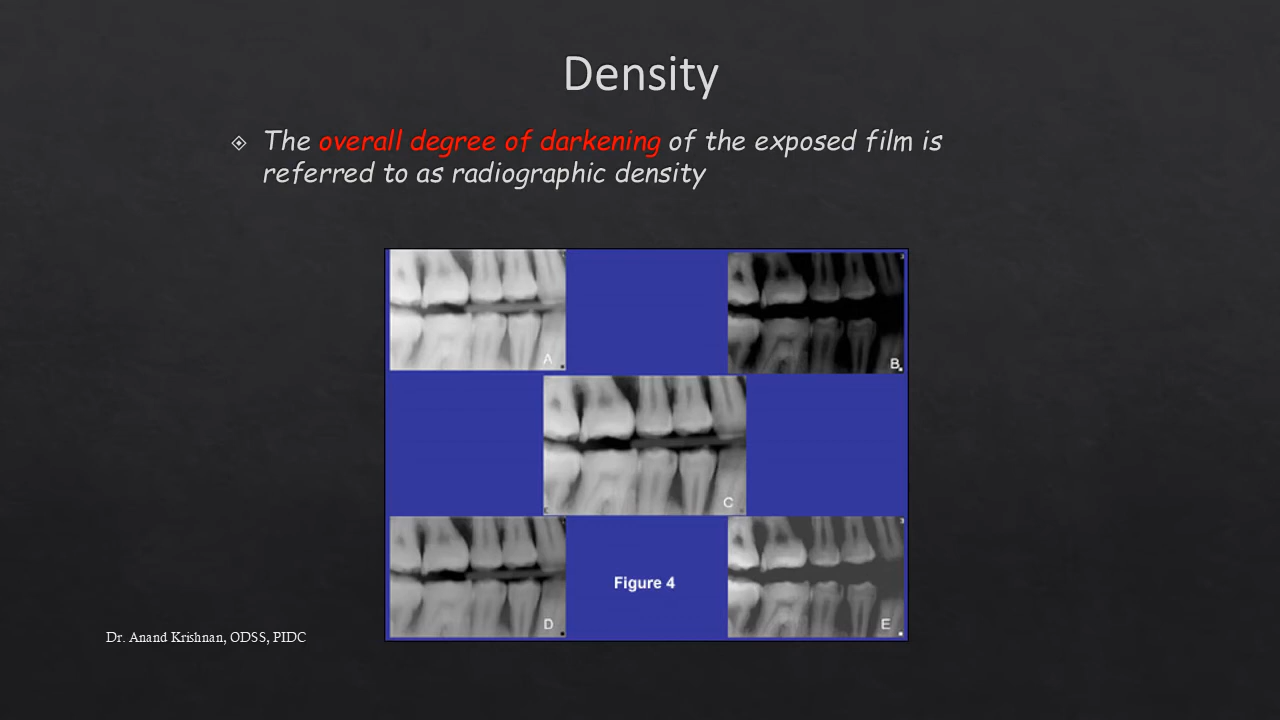 Density
The overall degree of darkening of the exposed film is
referred to as radiographic density
A
B
C
D
Figure 4
E
Dr. Anand Krishnan, ODSS, PIDC